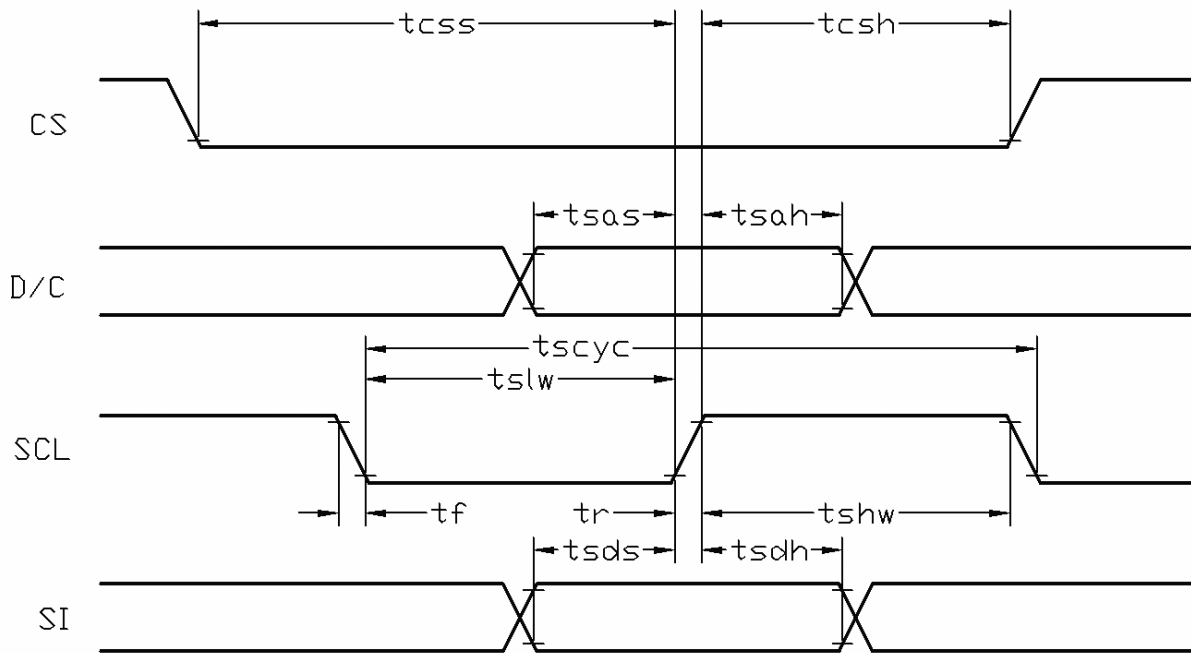 tcss tcsh
CS
tsas tsah
D/C
tscyc
tslw
SCL
tf tr tshw
tsds tsdh
SI